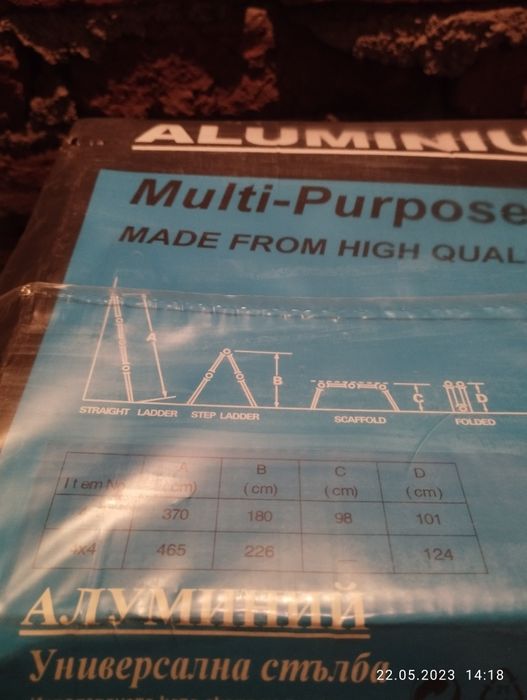 ALUMINIU
Multi-Purpose
MADE FROM HIGH QUAL
A B C D
STRAIGHT LADDER STEP LADDER SCAFFOLD FOLDED
Item No A (cm) B (cm) C (cm) D (cm)
370 180 98 101
4x4 465 226 124
АЛУМИНИЙ
Универсална стълба
22.05.2023 14:18